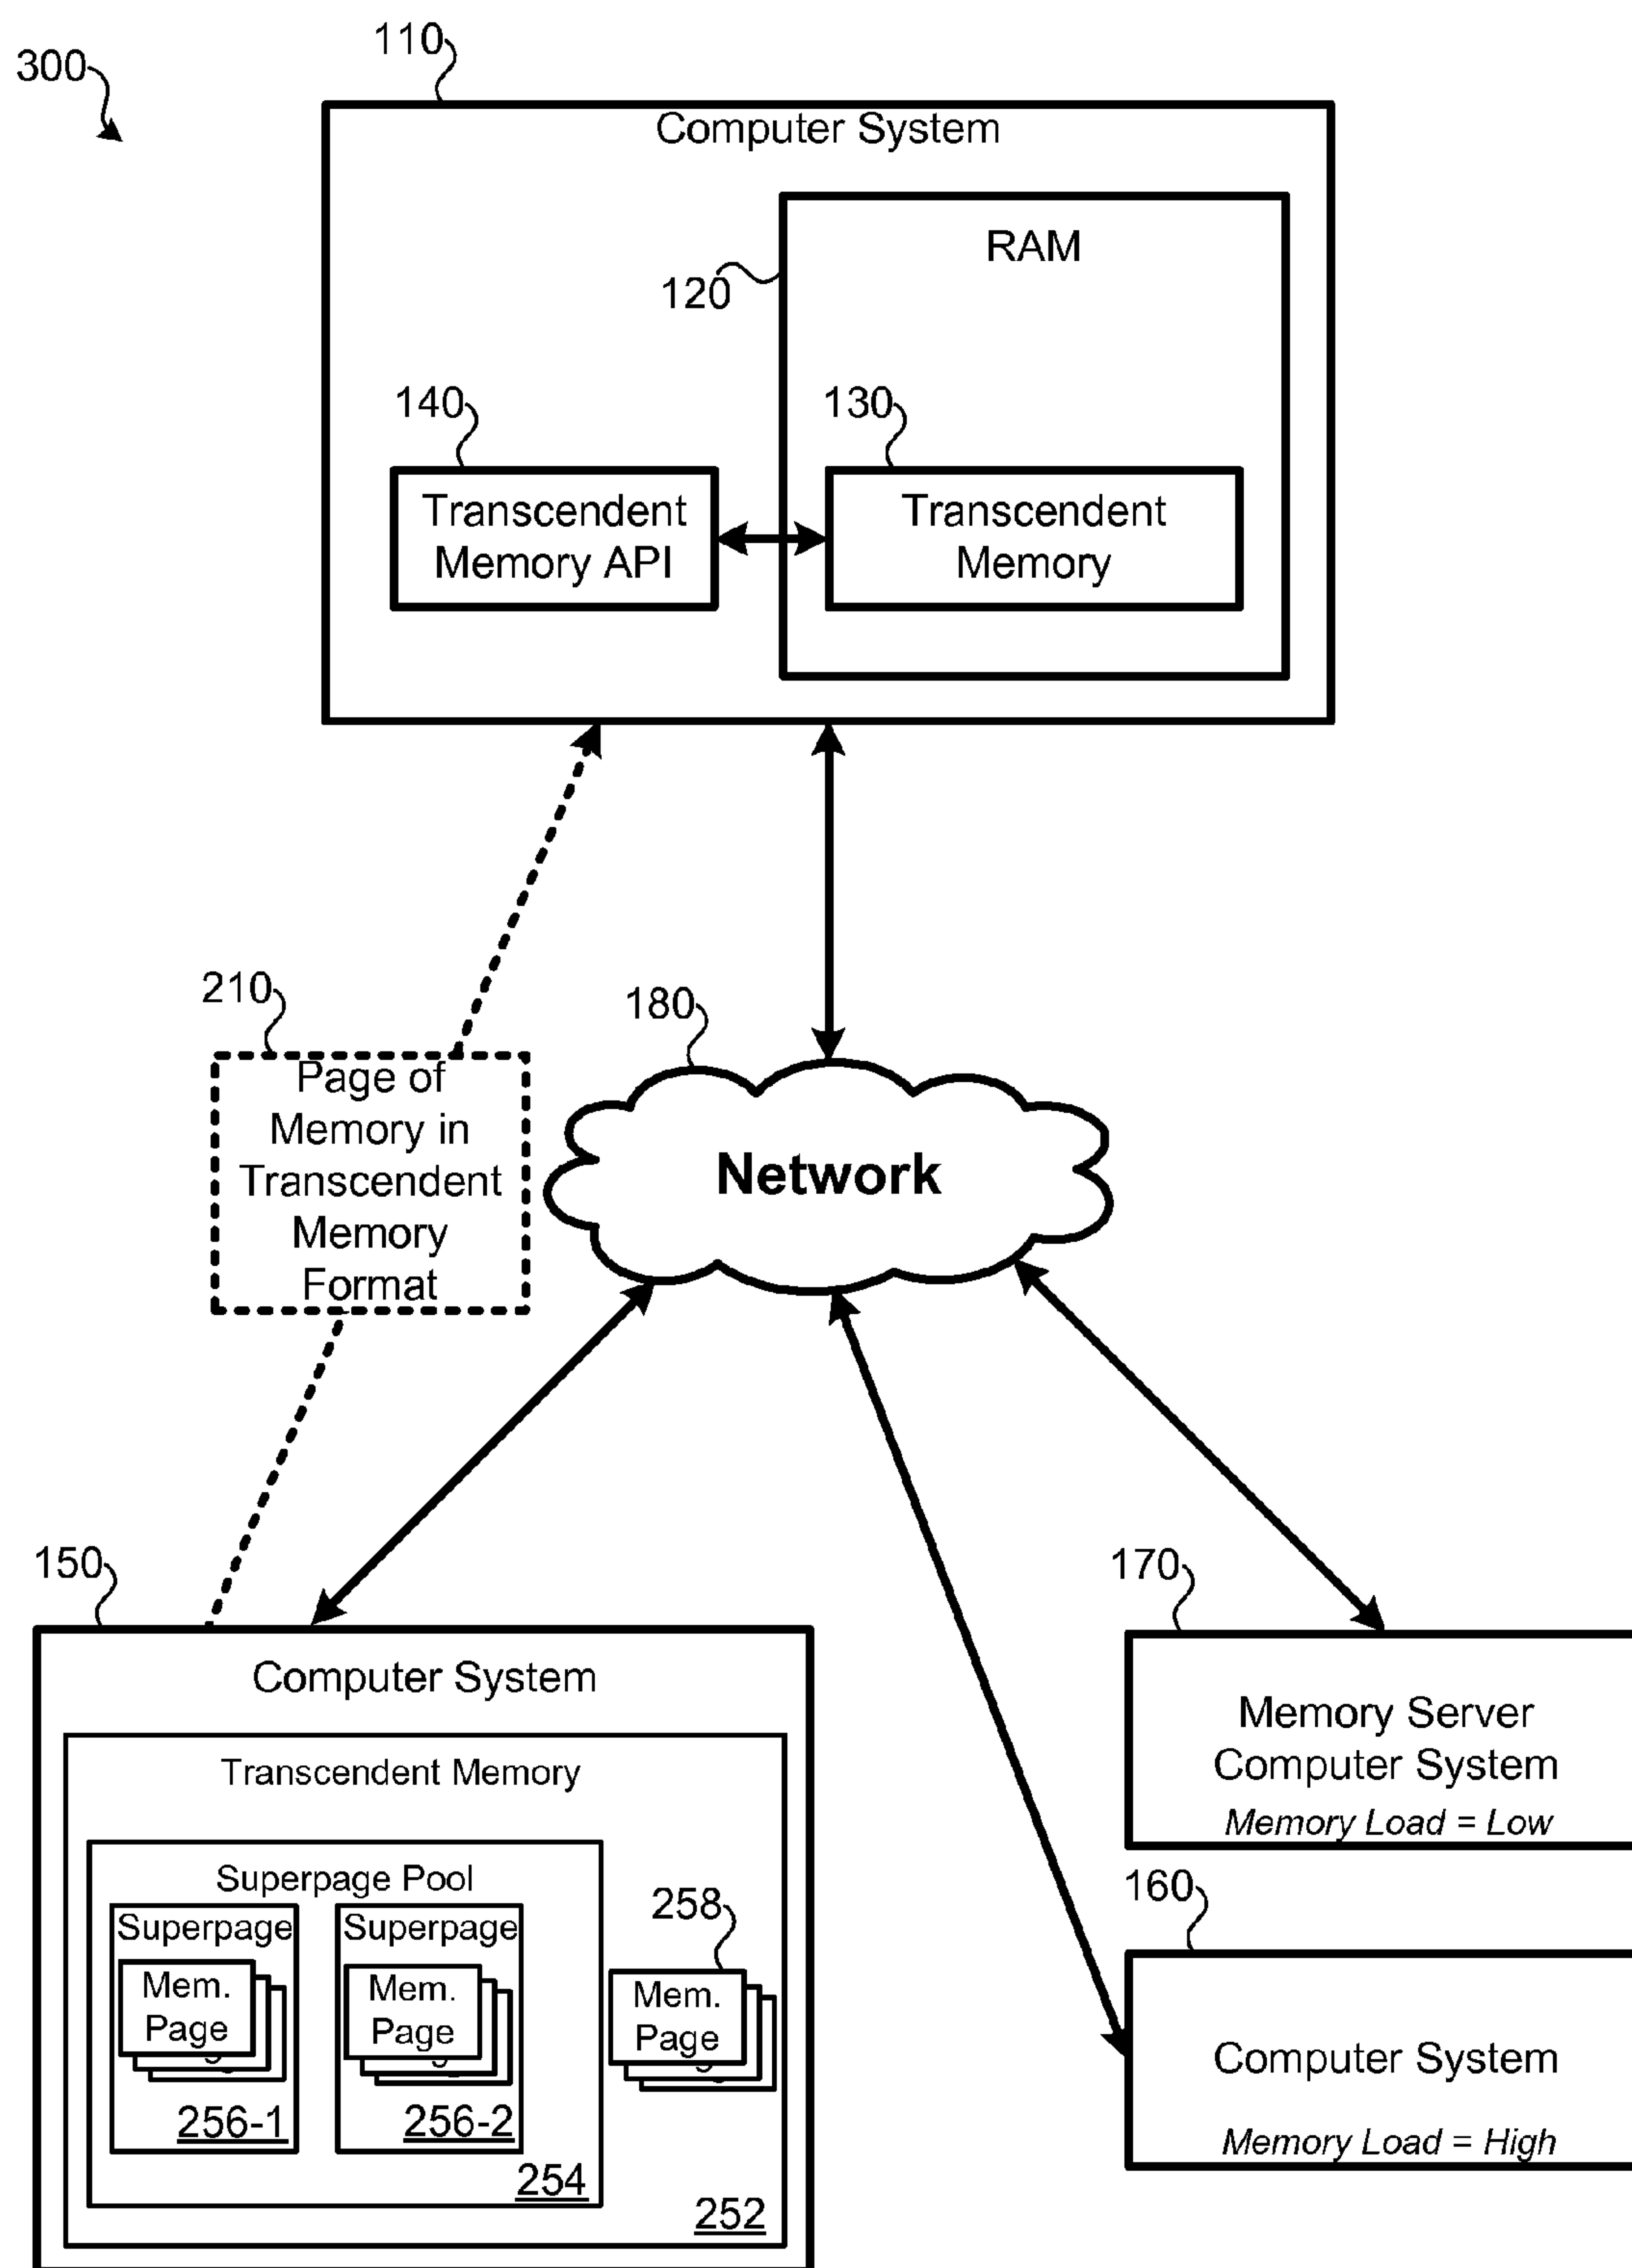 300
110
Computer System
RAM
120
140
130
Transcendent
Memory API
Transcendent
Memory
210
180
Page of
Memory in
Transcendent
Memory
Format
Network
150
170
Computer System
Memory Server
Computer System
Memory Load = Low
Transcendent Memory
Superpage Pool
160
258
Superpage
Superpage
Mem.
Page
Mem.
Page
Mem.
Page
Computer System
Memory Load = High
256-1
256-2
254
252